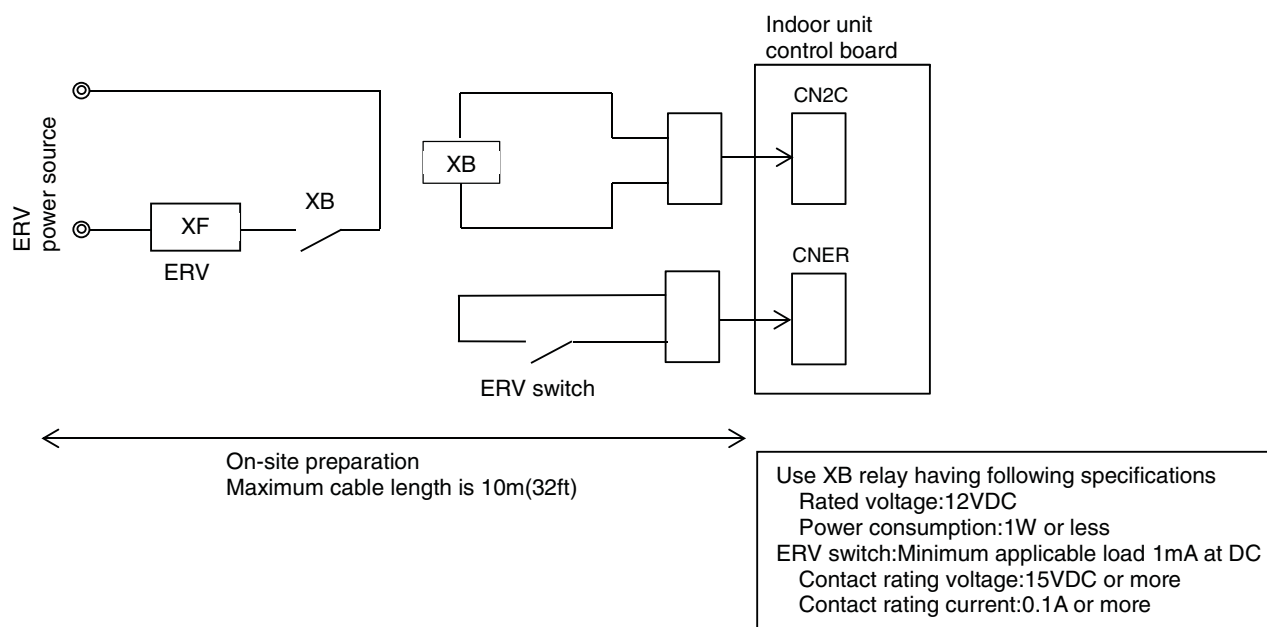 Indoor unit
control board
CN2C
ERV
power source
XB
XB
XF
ERV
CNER
ERV switch
On-site preparation
Maximum cable length is 10m(32ft)
Use XB relay having following specifications
Rated voltage:12VDC
Power consumption:1W or less
ERV switch:Minimum applicable load 1mA at DC
Contact rating voltage:15VDC or more
Contact rating current:0.1A or more